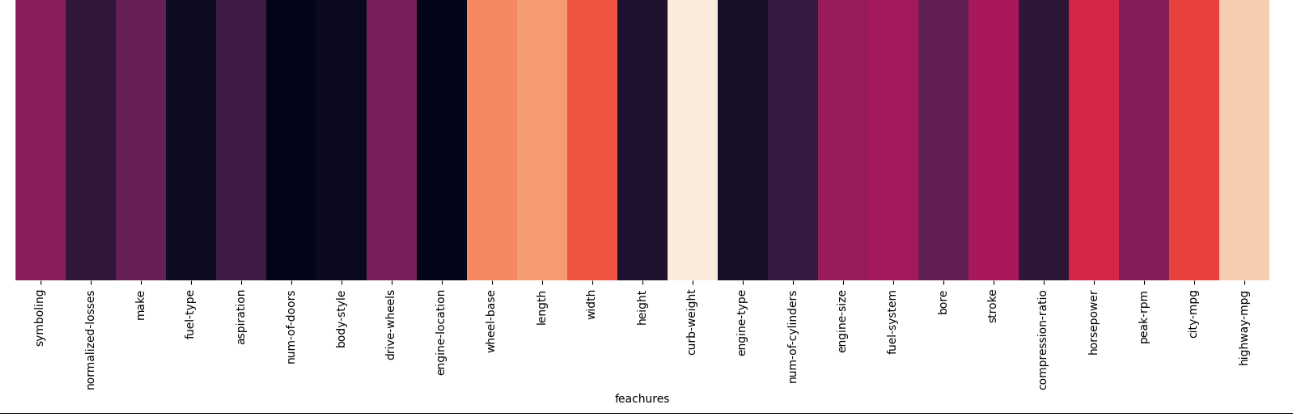 symboling
normalized-losses
make
fuel-type
aspiration
num-of-doors
body-style
drive-wheels
engine-location
wheel-base
length
width
height
curb-weight
engine-type
num-of-cylinders
engine-size
fuel-system
bore
stroke
compression-ratio
horsepower
peak-rpm
city-mpg
highway-mpg
feachures